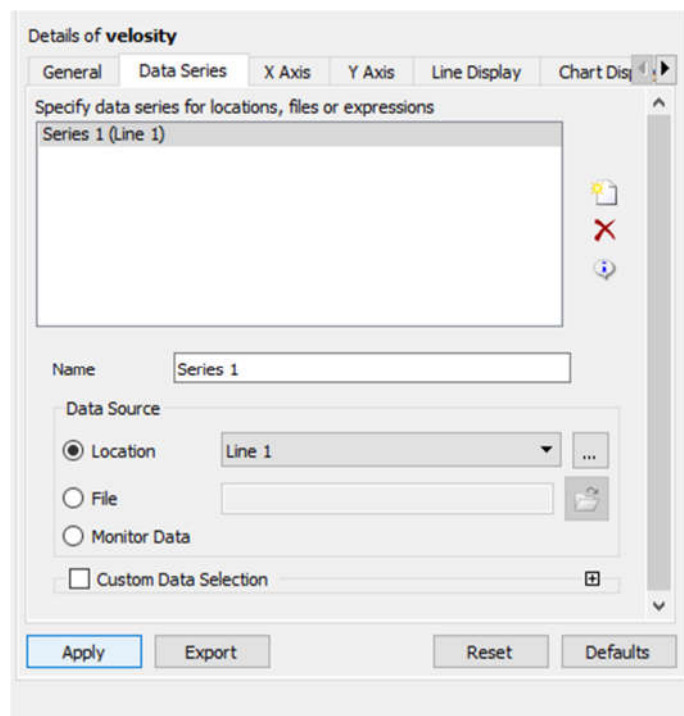 Details of velosity
General Data Series X Axis Y Axis Line Display Chart Disp
Specify data series for locations, files or expressions
Series 1 (Line 1)
Name Series 1
Data Source
Location Line 1 ...
File
Monitor Data
Custom Data Selection
Apply Export Reset Defaults